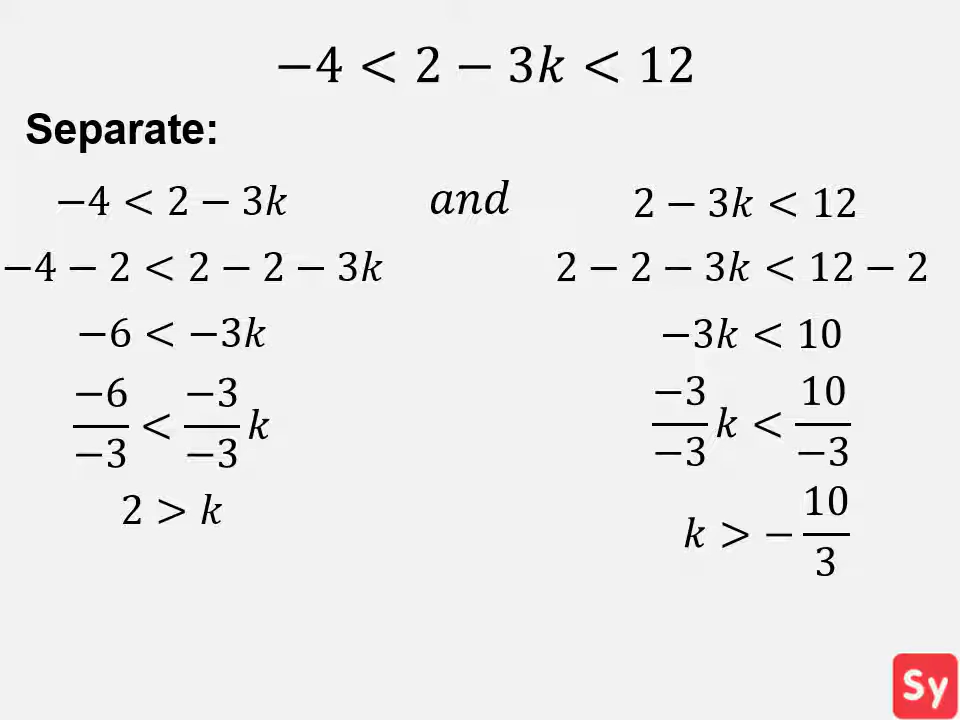 −4 < 2 − 3k < 12
Separate:
−4 < 2 − 3k and 2 − 3k < 12
−4 − 2 < 2 − 2 − 3k 2 − 2 − 3k < 12 − 2
−6 < −3k −3k < 10
−6/−3 < −3/−3 k −3/−3 k < 10/−3
2 > k k > − 10/3
Sy